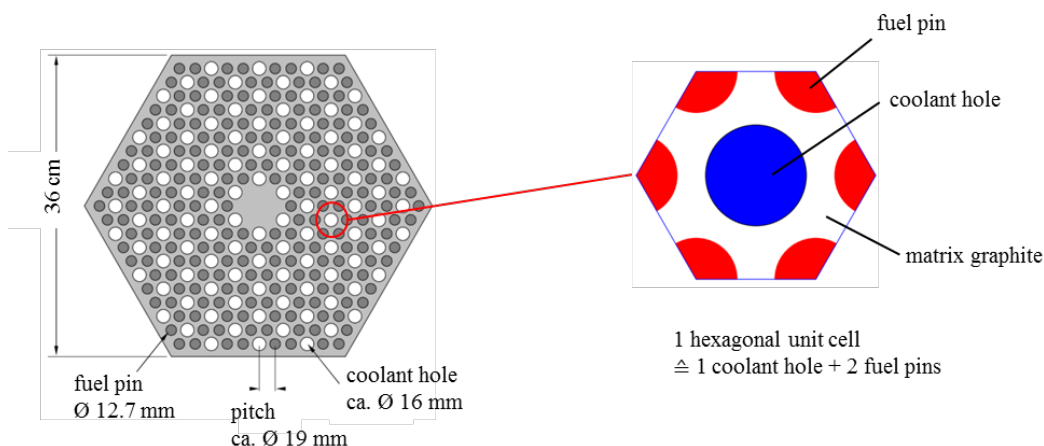 36 cm
fuel pin
Ø 12.7 mm
pitch
ca. Ø 19 mm
coolant hole
ca. Ø 16 mm
fuel pin
coolant hole
matrix graphite
1 hexagonal unit cell
≙ 1 coolant hole + 2 fuel pins